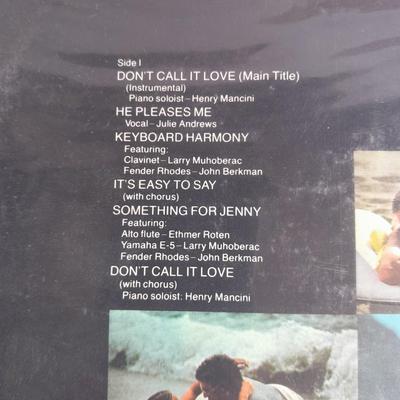 Side I
DON'T CALL IT LOVE (Main Title)
(Instrumental)
Piano soloist – Henry Mancini
HE PLEASES ME
Vocal – Julie Andrews
KEYBOARD HARMONY
Featuring:
Clavinet – Larry Muhoberac
Fender Rhodes – John Berkman
IT'S EASY TO SAY
(with chorus)
SOMETHING FOR JENNY
Featuring:
Alto flute – Ethmer Roten
Yamaha E-5 – Larry Muhoberac
Fender Rhodes – John Berkman
DON'T CALL IT LOVE
(with chorus)
Piano soloist: Henry Mancini